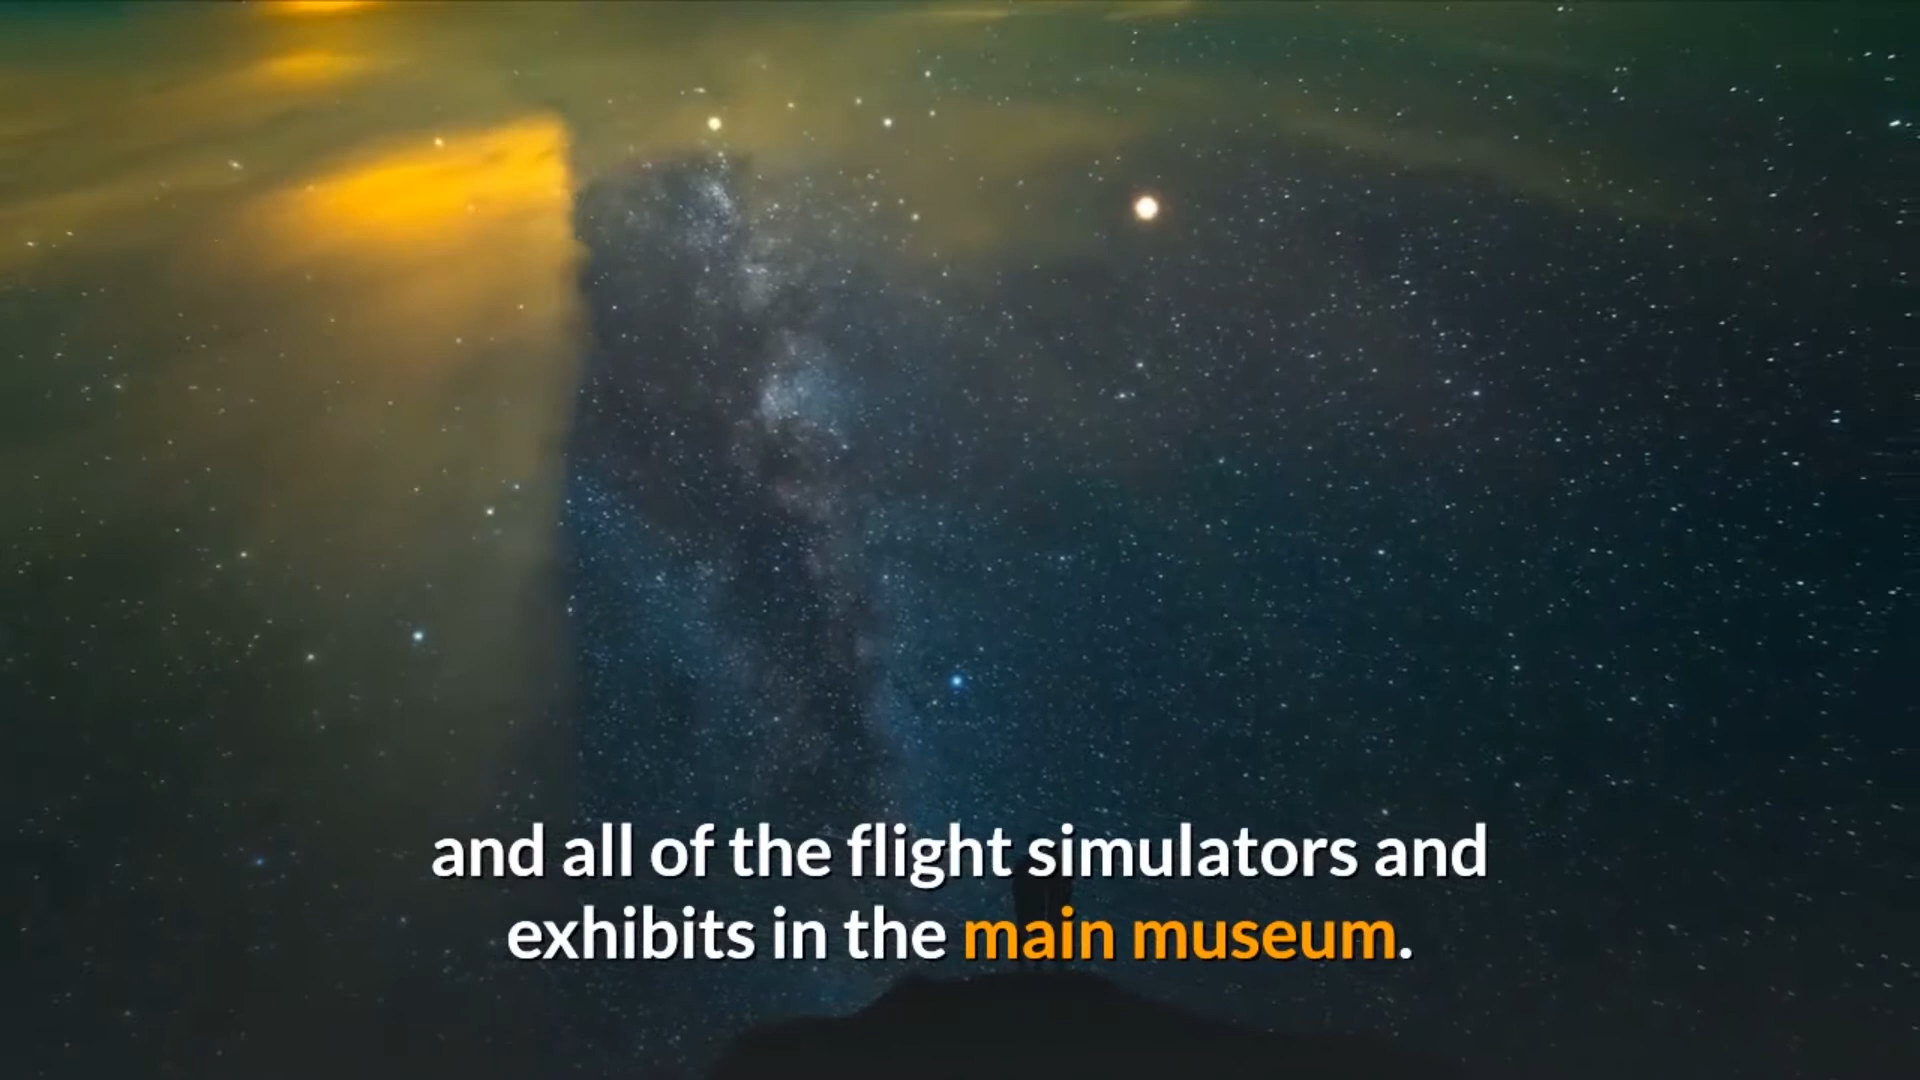 and all of the flight simulators and
exhibits in the main museum.